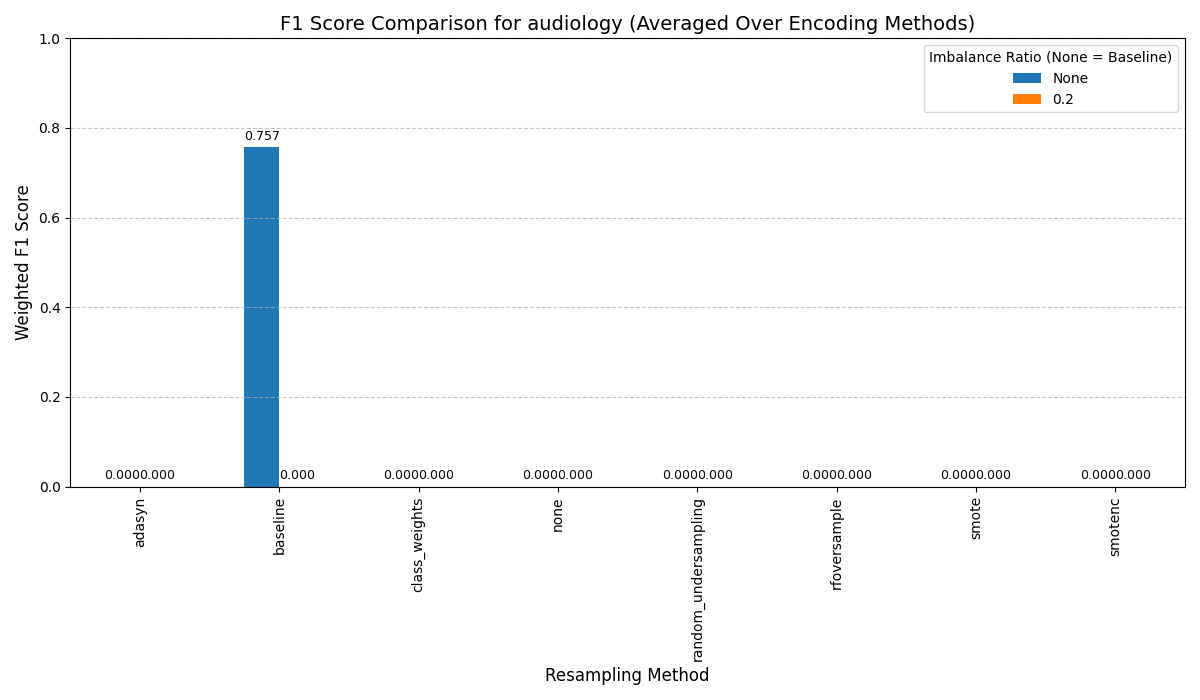 F1 Score Comparison for audiology (Averaged Over Encoding Methods)
Weighted F1 Score
1.0
0.8
0.6
0.4
0.2
0.0
Imbalance Ratio (None = Baseline)
None
0.2
0.757
0.0000.000
0.000
0.0000.000
0.0000.000
0.0000.000
0.0000.000
0.0000.000
0.0000.000
adasyn
baseline
class_weights
none
random_undersampling
rfoversample
smote
smotenc
Resampling Method